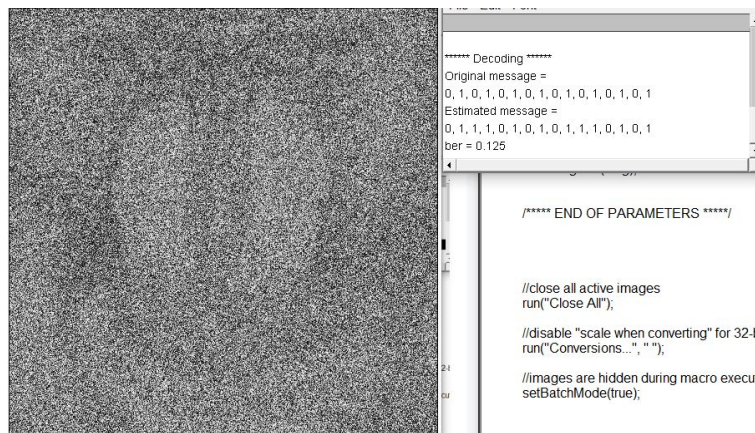 ****** Decoding ******
Original message =
0, 1, 0, 1, 0, 1, 0, 1, 0, 1, 0, 1, 0, 1, 0, 1
Estimated message =
0, 1, 1, 1, 0, 1, 0, 1, 0, 1, 1, 1, 0, 1, 0, 1
ber = 0.125
/***** END OF PARAMETERS *****/
//close all active images
run("Close All");
//disable "scale when converting" for 32-
run("Conversions...", " ");
//images are hidden during macro execu
setBatchMode(true);